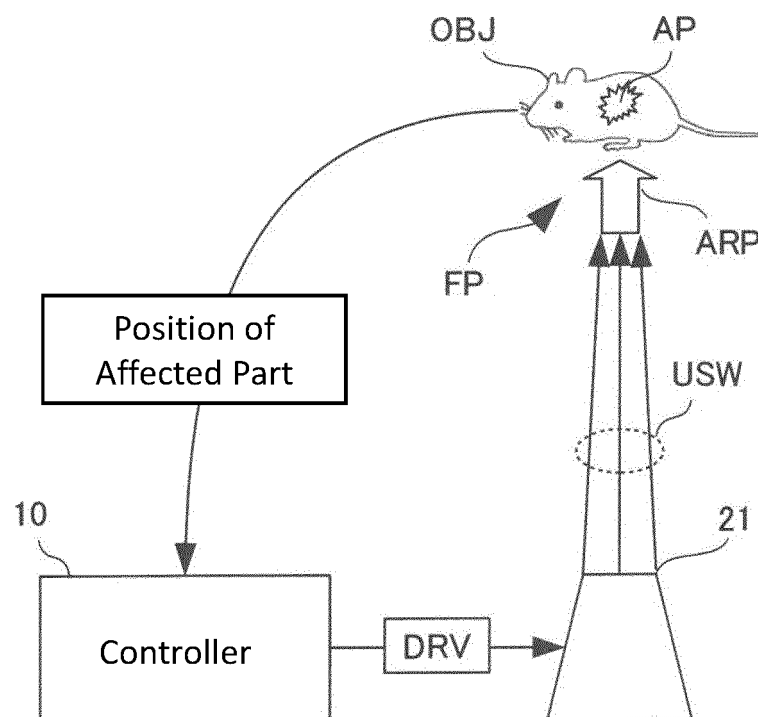 OBJ
AP
FP
ARP
Position of
Affected Part
USW
10
21
Controller
DRV